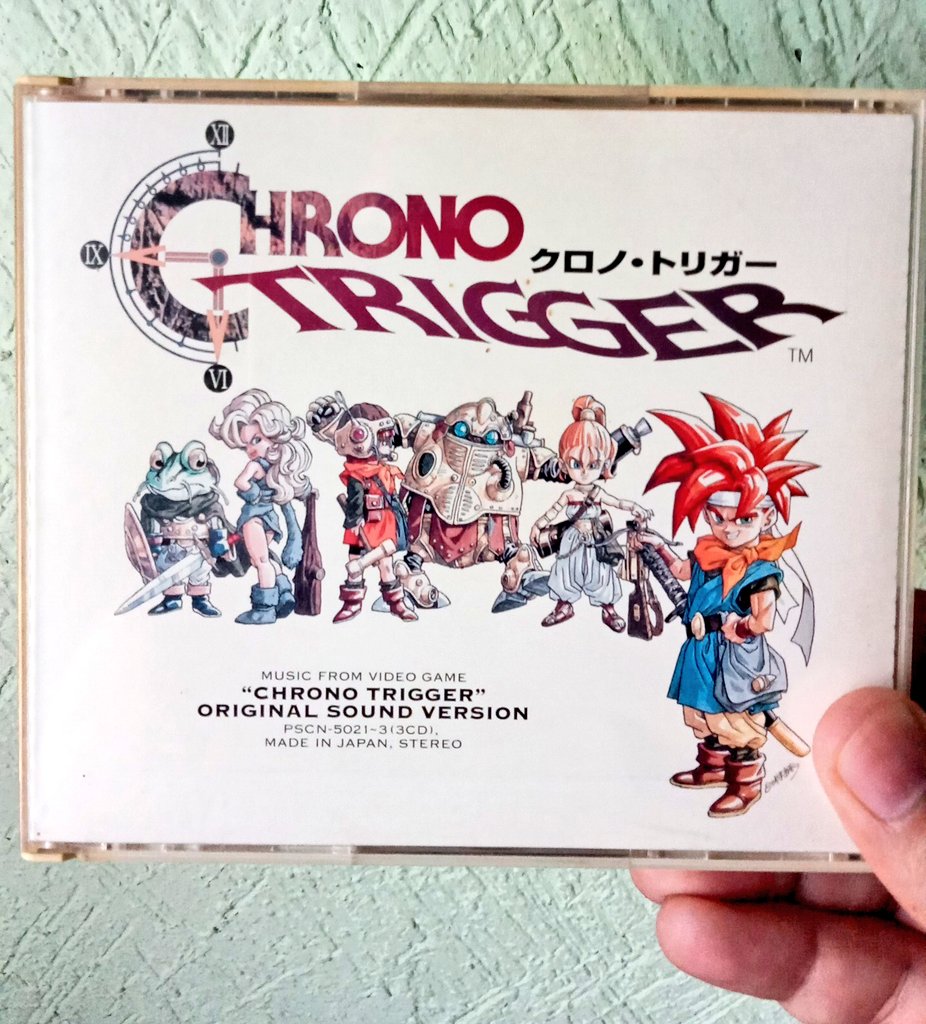 XII
CHRONO
IX
クロノ・トリガー
TRIGGER
TM
VI
MUSIC FROM VIDEO GAME
“CHRONO TRIGGER”
ORIGINAL SOUND VERSION
PSCN-5021~3(3CD),
MADE IN JAPAN, STEREO